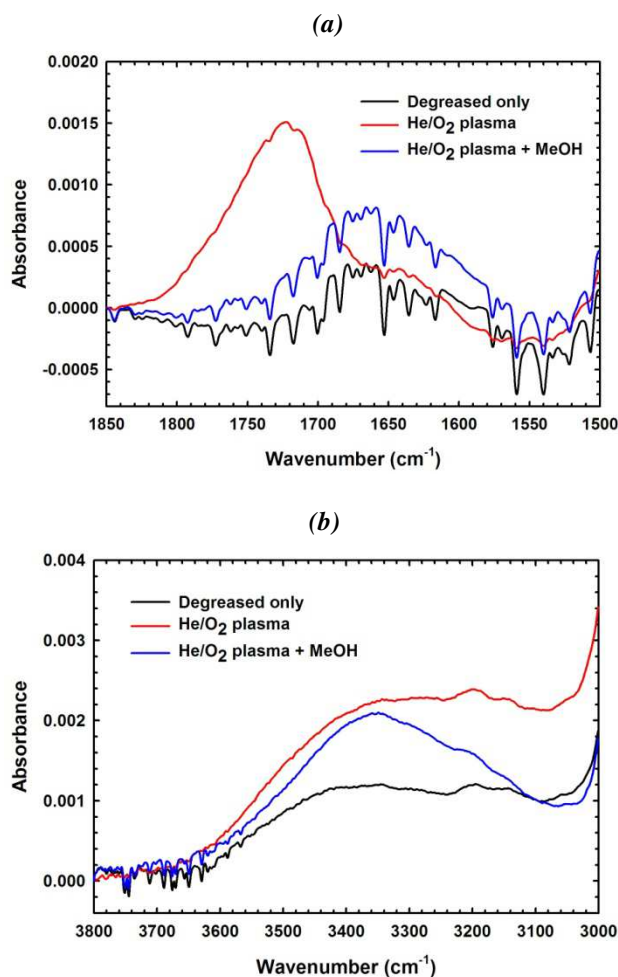 (a)
0.0020
0.0015
0.0010
0.0005
0.0000
-0.0005
Absorbance
Degreased only
He/O2 plasma
He/O2 plasma + MeOH
1850 1800 1750 1700 1650 1600 1550 1500
Wavenumber (cm-1)
(b)
0.004
0.003
0.002
0.001
0.000
Absorbance
Degreased only
He/O2 plasma
He/O2 plasma + MeOH
3800 3700 3600 3500 3400 3300 3200 3100 3000
Wavenumber (cm-1)